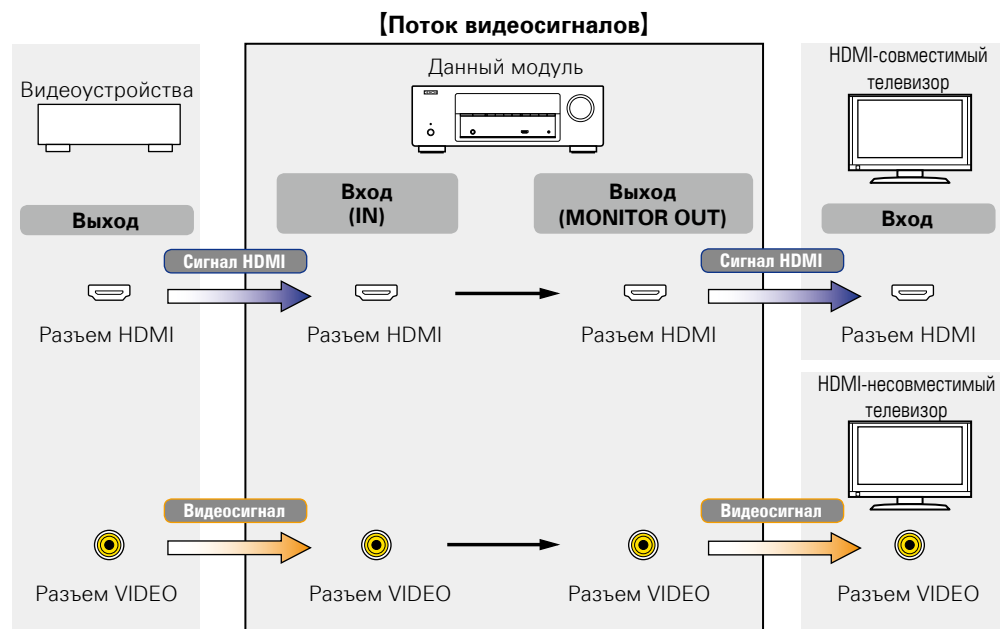 【Поток видеосигналов】
Видеоустройства
Данный модуль
HDMI-совместимый
телевизор
DENON
Выход
Вход
(IN)
Выход
(MONITOR OUT)
Вход
Сигнал HDMI
Сигнал HDMI
Разъем HDMI
Разъем HDMI
Разъем HDMI
Разъем HDMI
HDMI-несовместимый
телевизор
Видеосигнал
Видеосигнал
Разъем VIDEO
Разъем VIDEO
Разъем VIDEO
Разъем VIDEO